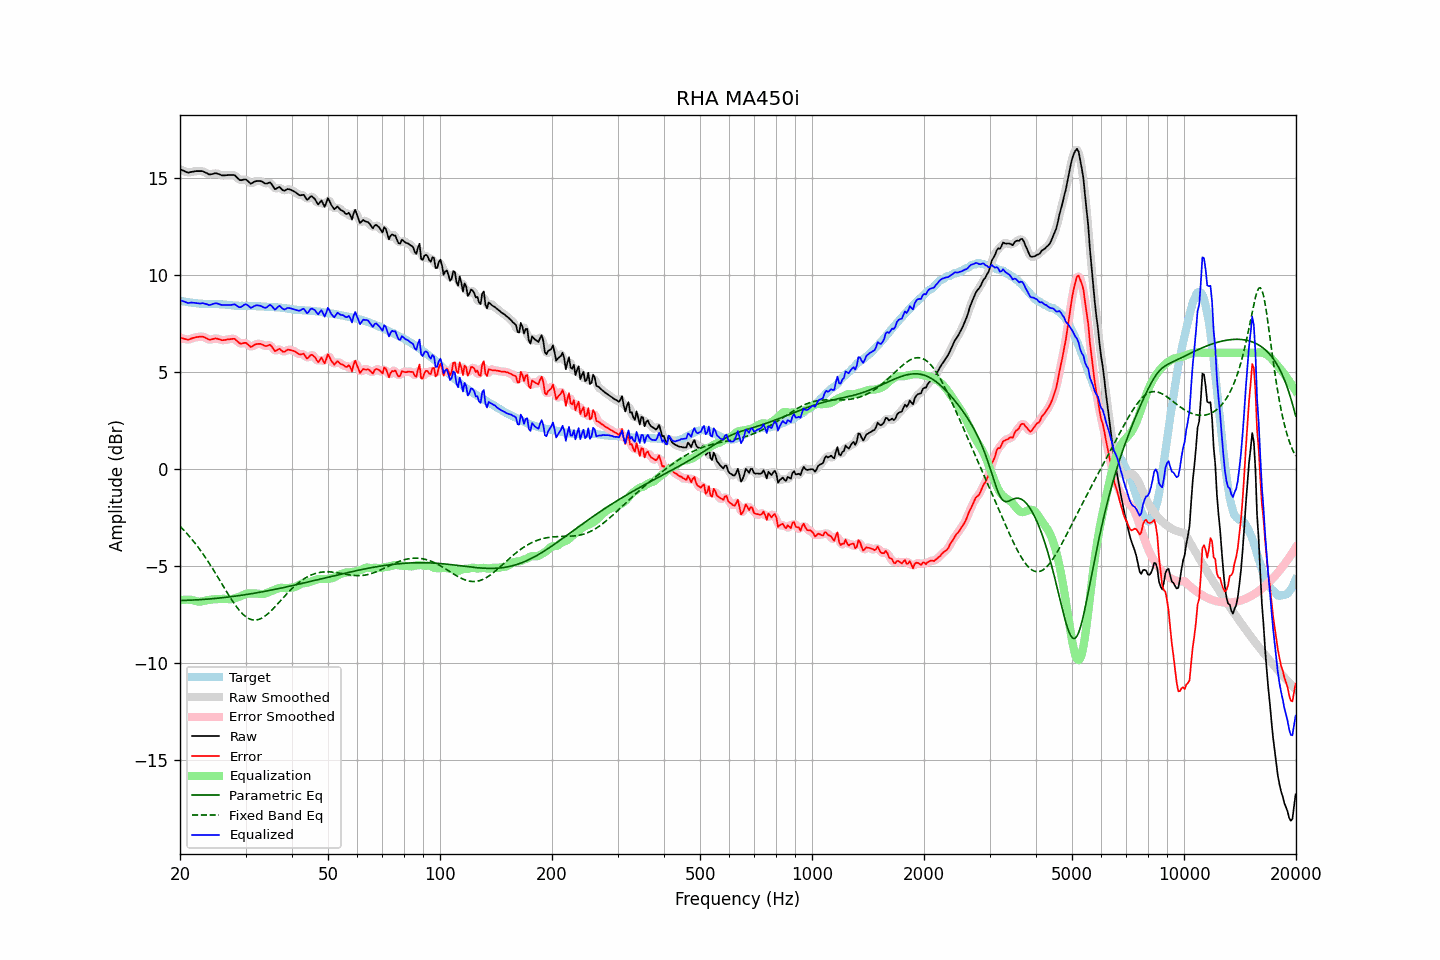 RHA MA450i
Amplitude (dBr)
15
10
5
0
−5
−10
−15
Target
Raw Smoothed
Error Smoothed
Raw
Error
Equalization
Parametric Eq
Fixed Band Eq
Equalized
20 50 100 200 500 1000 2000 5000 10000 20000
Frequency (Hz)